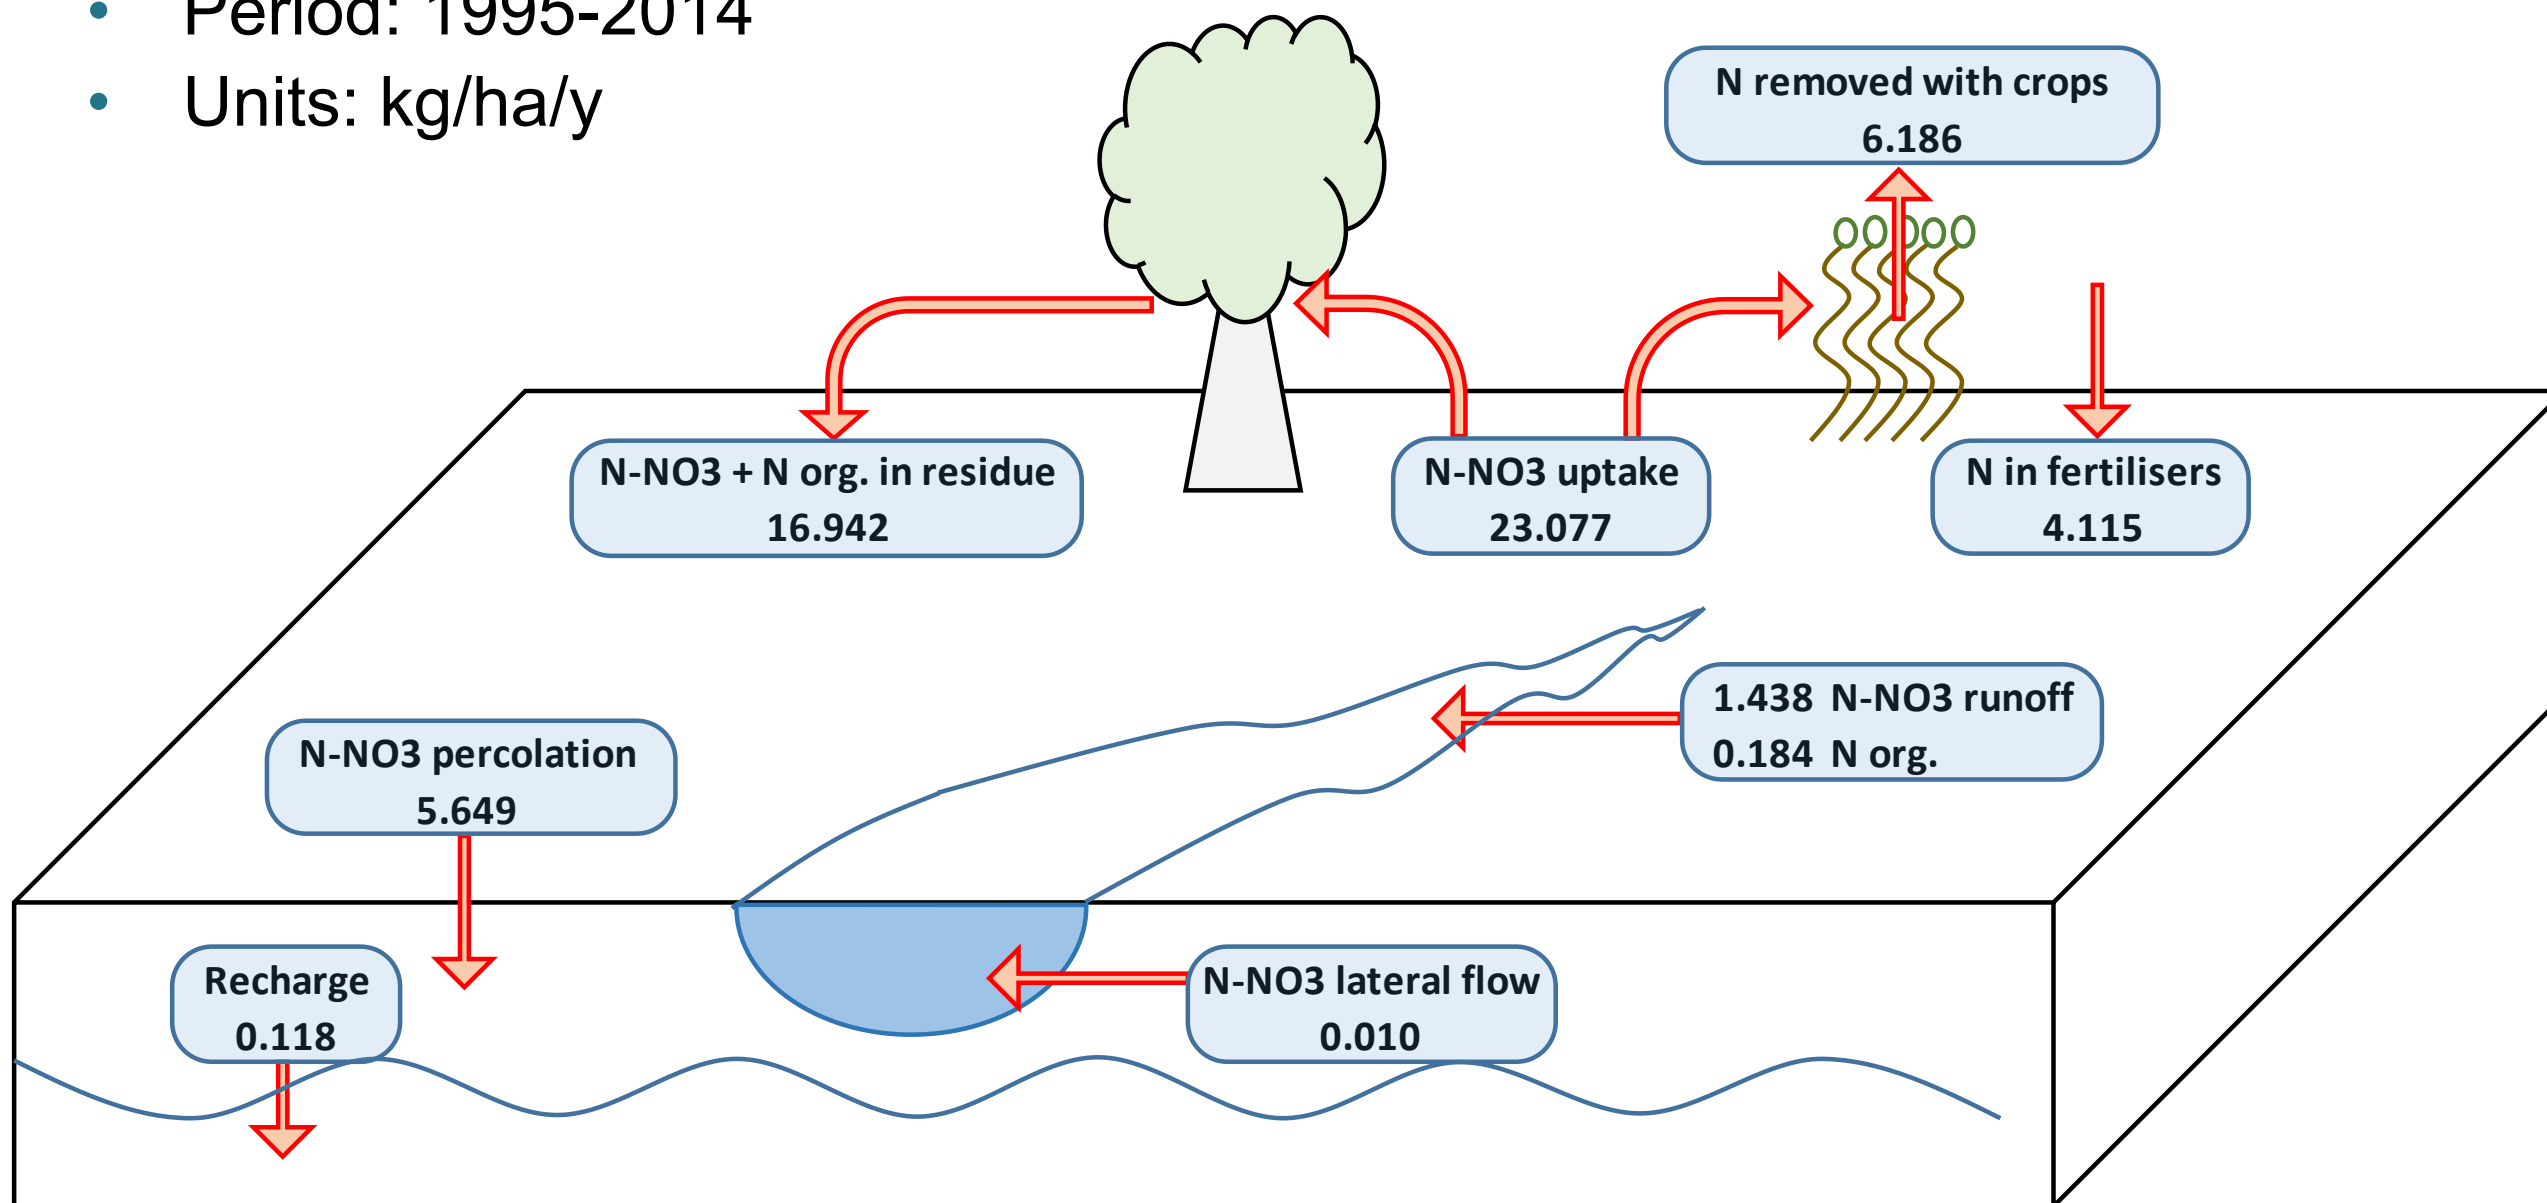 • Period: 1995-2014
• Units: kg/ha/y
N removed with crops
6.186
N-NO3 + N org. in residue
16.942
N-NO3 uptake
23.077
N in fertilisers
4.115
1.438 N-NO3 runoff
0.184 N org.
N-NO3 percolation
5.649
Recharge
0.118
N-NO3 lateral flow
0.010